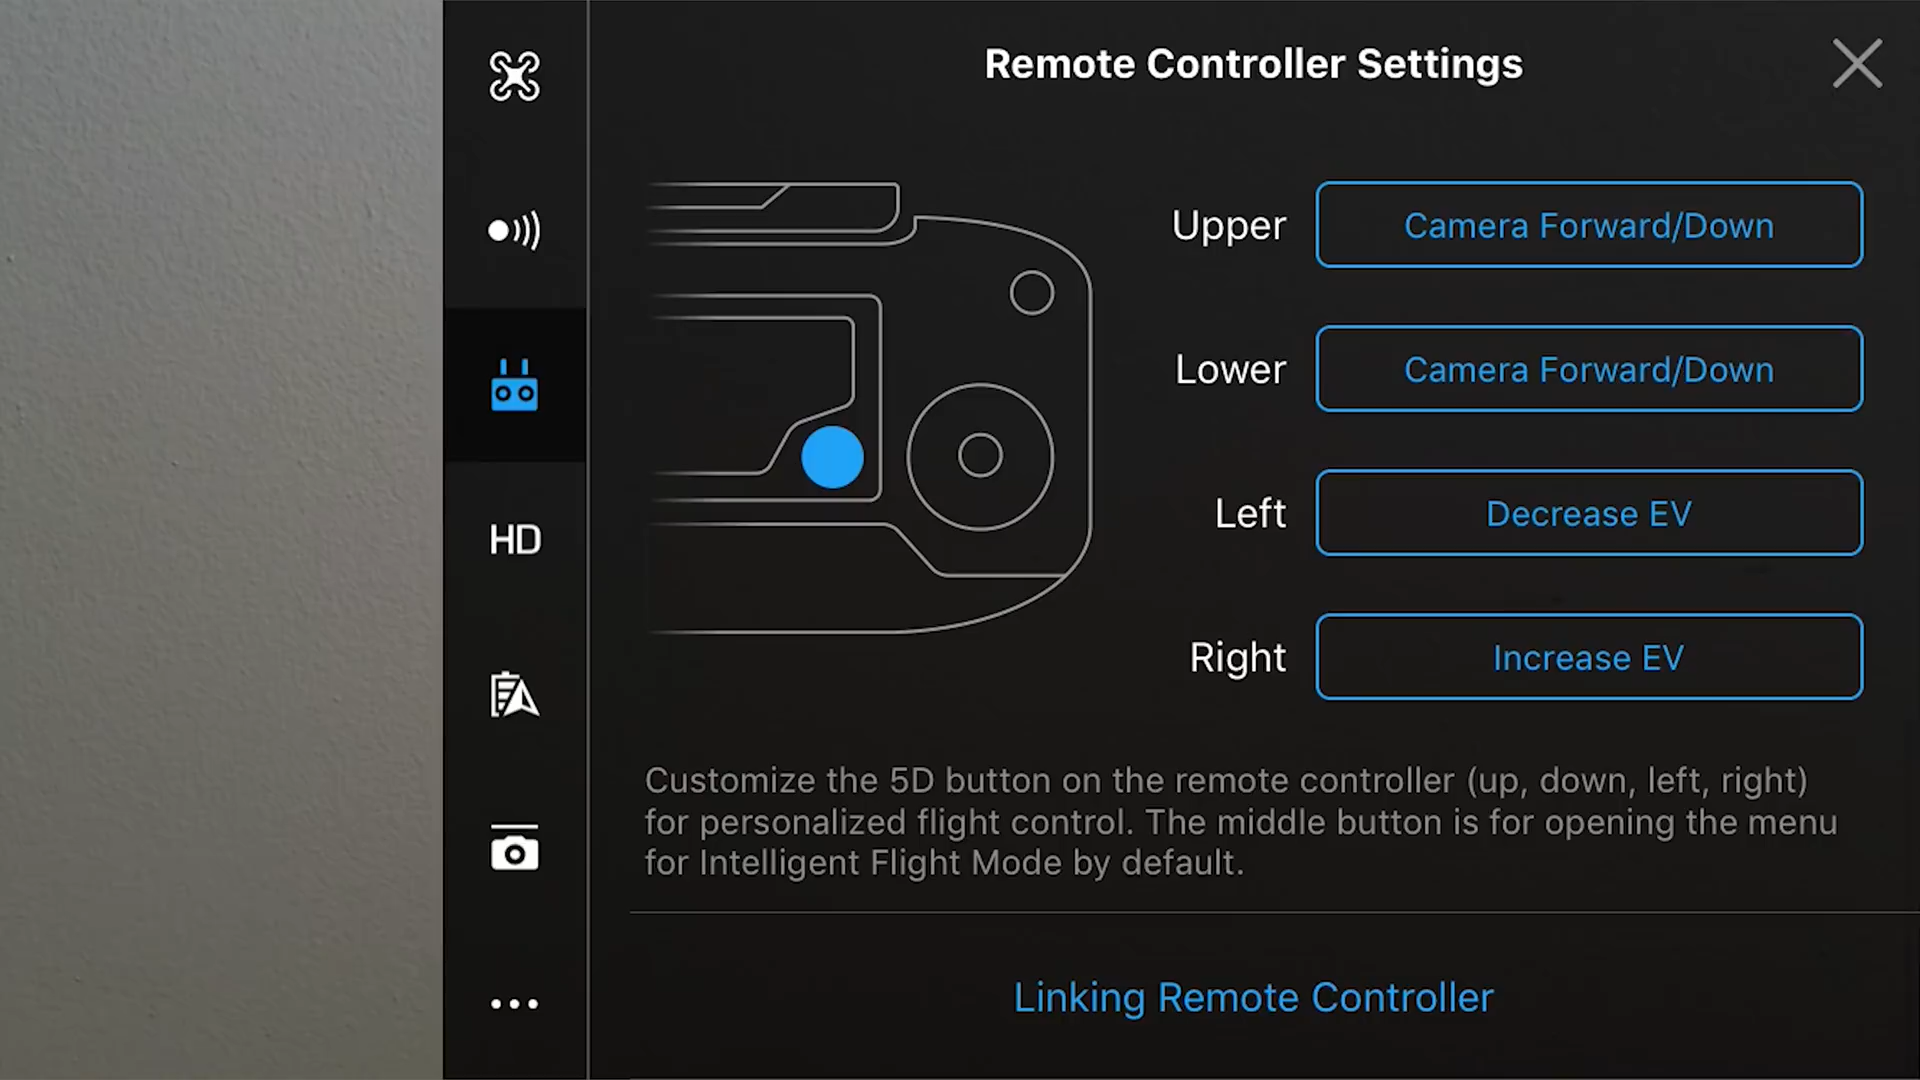 Remote Controller Settings
Upper
Camera Forward/Down
Lower
Camera Forward/Down
Left
Decrease EV
Right
Increase EV
HD
Customize the 5D button on the remote controller (up, down, left, right)
for personalized flight control. The middle button is for opening the menu
for Intelligent Flight Mode by default.
Linking Remote Controller